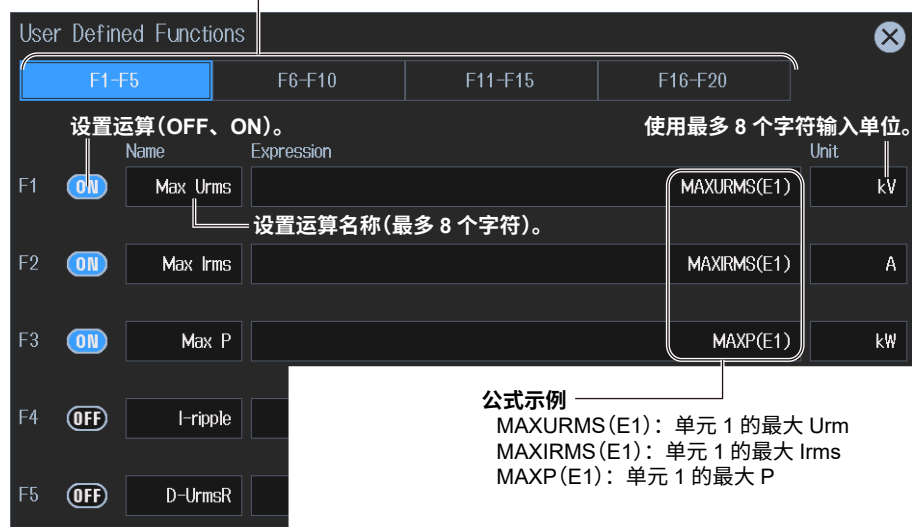 User Defined Functions
F1-F5 F6-F10 F11-F15 F16-F20
设置运算(OFF、ON)。 使用最多 8 个字符输入单位。
Name Expression Unit
F1 ON Max Urms MAXURMS(E1) kV
设置运算名称(最多 8 个字符)。
F2 ON Max Irms MAXIRMS(E1) A
F3 ON Max P MAXP(E1) kW
公式示例
MAXURMS(E1):单元 1 的最大 Urm
MAXIRMS(E1):单元 1 的最大 Irms
MAXP(E1):单元 1 的最大 P
F4 OFF I-ripple
F5 OFF D-UrmsR